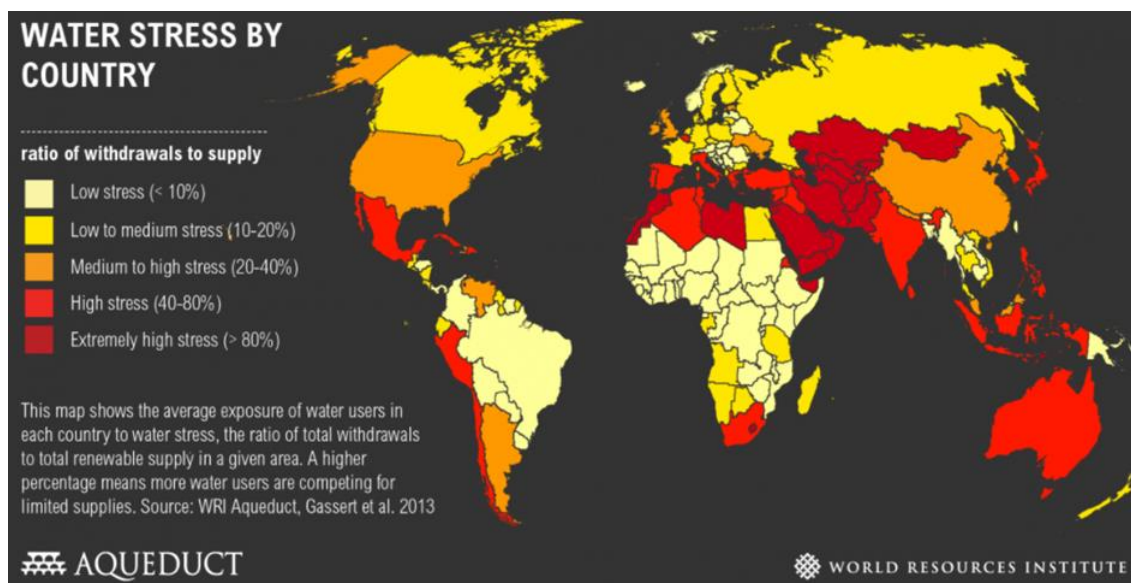 WATER STRESS BY
COUNTRY
ratio of withdrawals to supply
Low stress (< 10%)
Low to medium stress (10-20%)
Medium to high stress (20-40%)
High stress (40-80%)
Extremely high stress (> 80%)
This map shows the average exposure of water users in
each country to water stress, the ratio of total withdrawals
to total renewable supply in a given area. A higher
percentage means more water users are competing for
limited supplies. Source: WRI Aqueduct, Gassert et al. 2013
AQUEDUCT
WORLD RESOURCES INSTITUTE